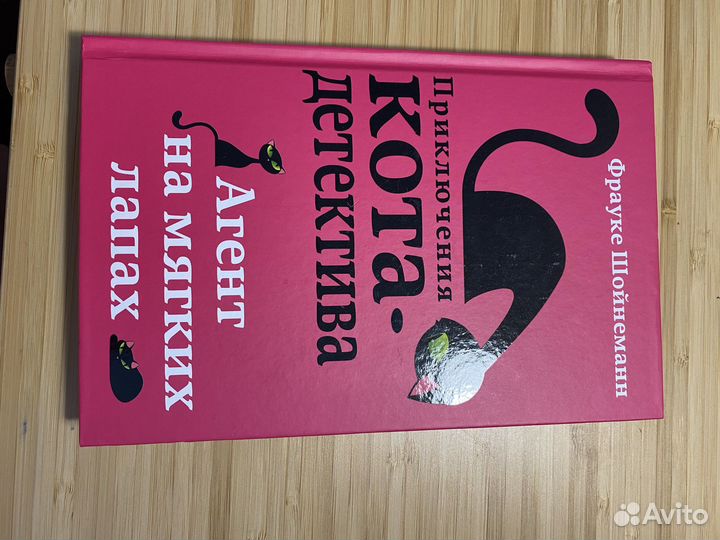 Фрауке Шойнеманн
Приключения
кота-
детектива
Агент
на мягких
лапах
Avito